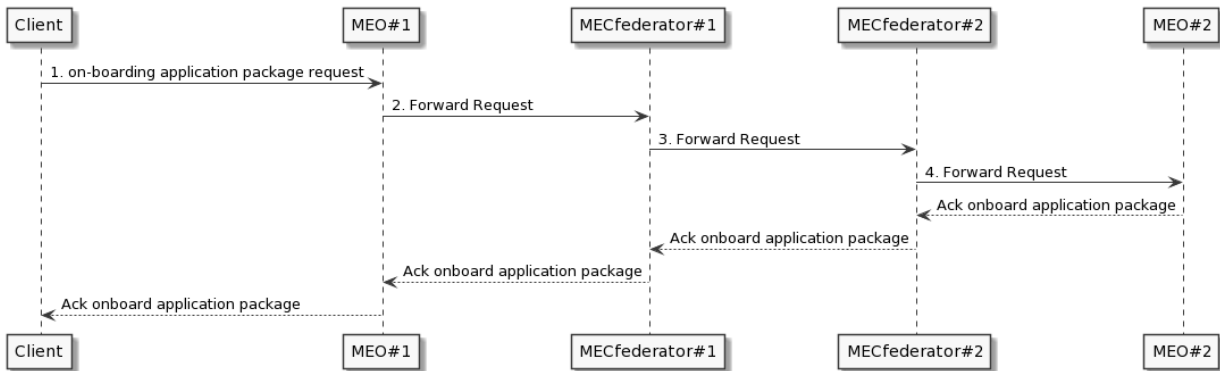 Client
MEO#1
MECfederator#1
MECfederator#2
MEO#2
1. on-boarding application package request
2. Forward Request
3. Forward Request
4. Forward Request
Ack onboard application package
Ack onboard application package
Ack onboard application package
Ack onboard application package
Client
MEO#1
MECfederator#1
MECfederator#2
MEO#2